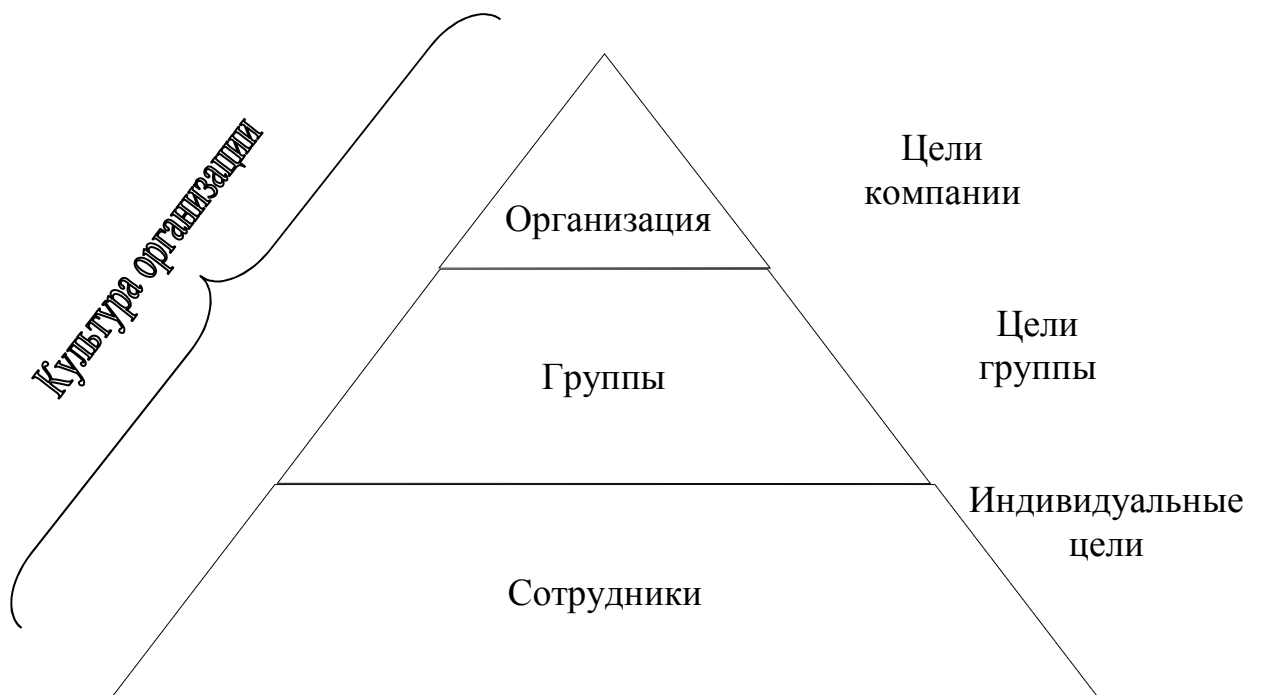 Культура организации
Цели
компании
Организация
Цели
группы
Группы
Индивидуальные
цели
Сотрудники